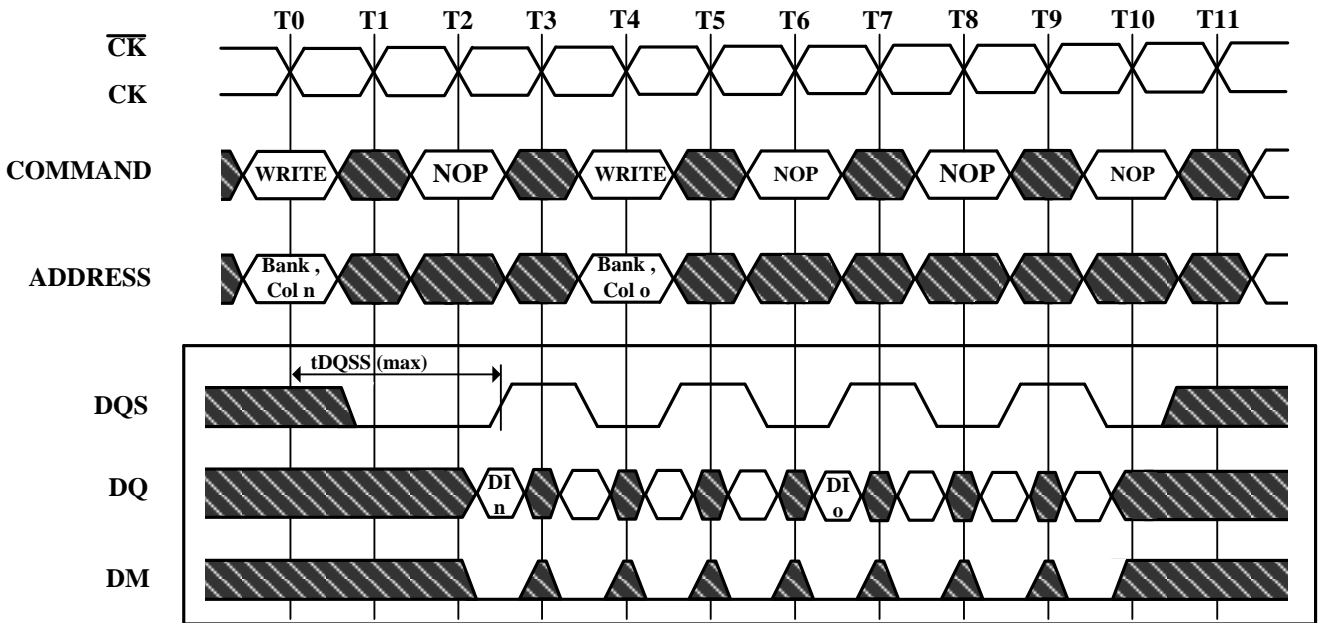 T0 T1 T2 T3 T4 T5 T6 T7 T8 T9 T10 T11
CK
CK
COMMAND WRITE NOP WRITE NOP NOP NOP
ADDRESS Bank , Bank ,
Col n Col o
tDQSS (max)
DQS
DQ DI DI
n o
DM